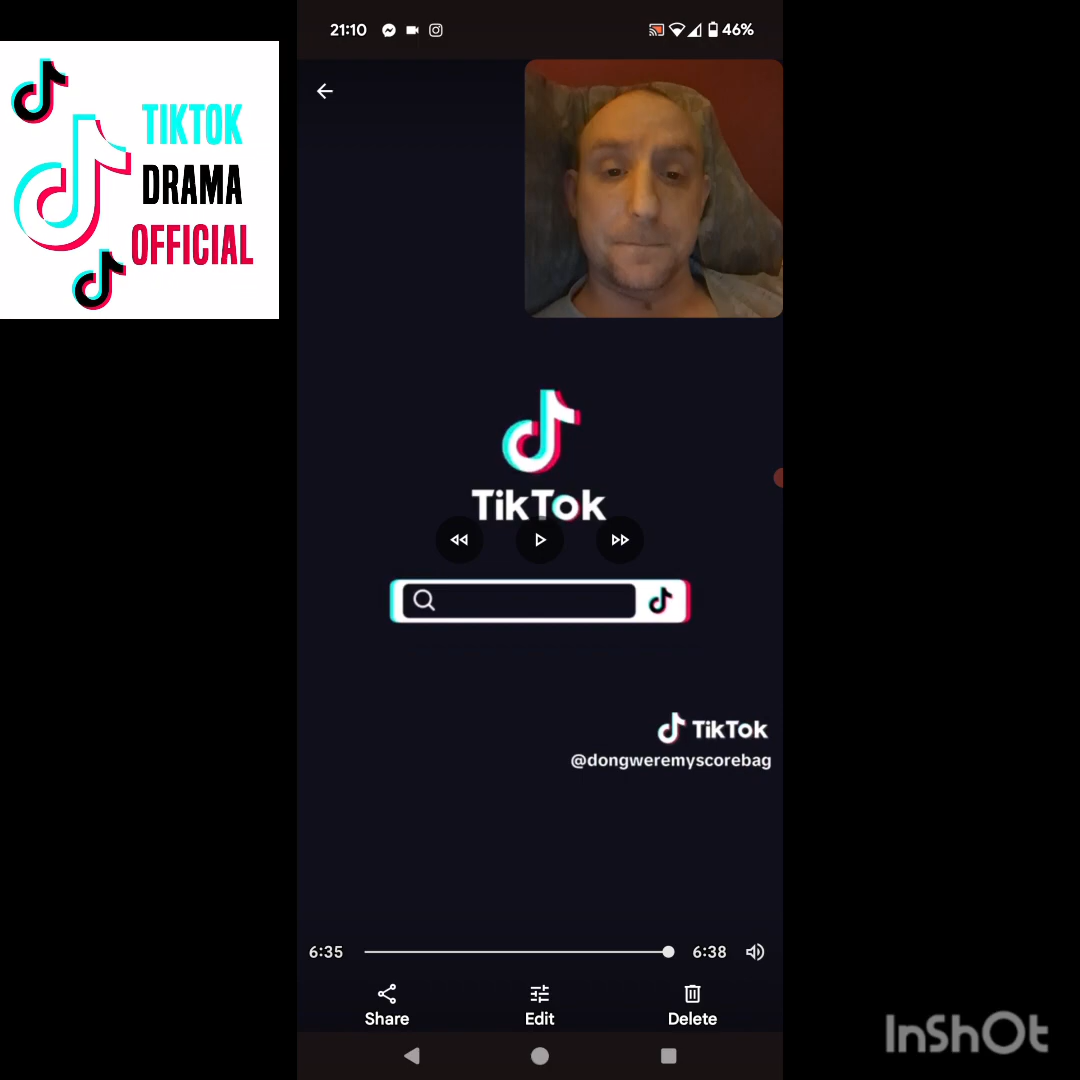 21:10
46%
TIKTOK
DRAMA
OFFICIAL
TikTok
TikTok
@dongweremyscorebag
6:35
6:38
Share
Edit
Delete
InShOt